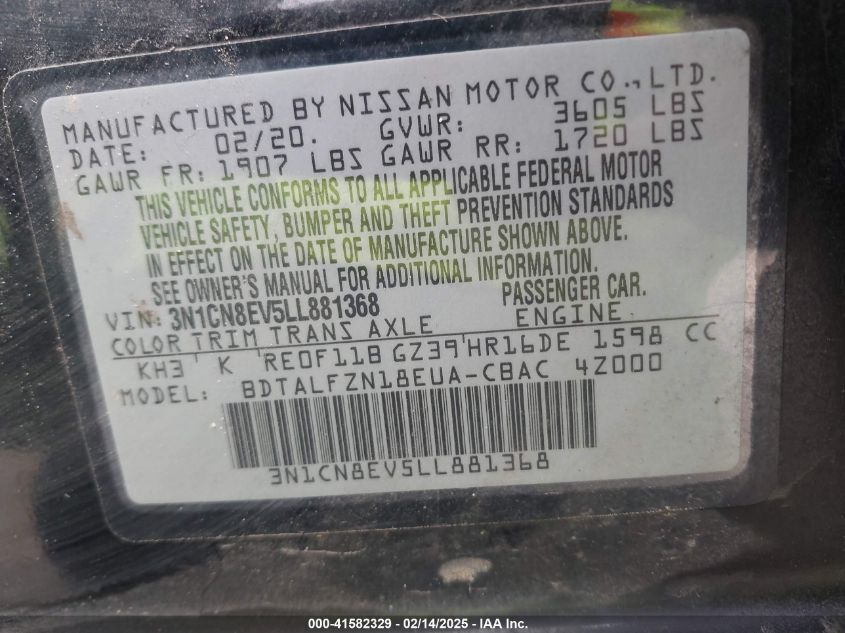 MANUFACTURED BY NISSAN MOTOR CO., LTD.
DATE: 02/20. GVWR: 3605 LBS
GAWR FR: 1907 LBS GAWR RR: 1720 LBS
THIS VEHICLE CONFORMS TO ALL APPLICABLE FEDERAL MOTOR
VEHICLE SAFETY, BUMPER AND THEFT PREVENTION STANDARDS
IN EFFECT ON THE DATE OF MANUFACTURE SHOWN ABOVE.
SEE OWNER'S MANUAL FOR ADDITIONAL INFORMATION.
VIN: 3N1CN8EV5LL881368 PASSENGER CAR.
COLOR TRIM TRANS AXLE ENGINE
KH3 K RE0F11B GZ39 HR16DE 1598 CC
MODEL: BDTALFZN18EUA-CBAC 4Z000
3N1CN8EV5LL881368
000-41582329 - 02/14/2025 - IAA Inc.